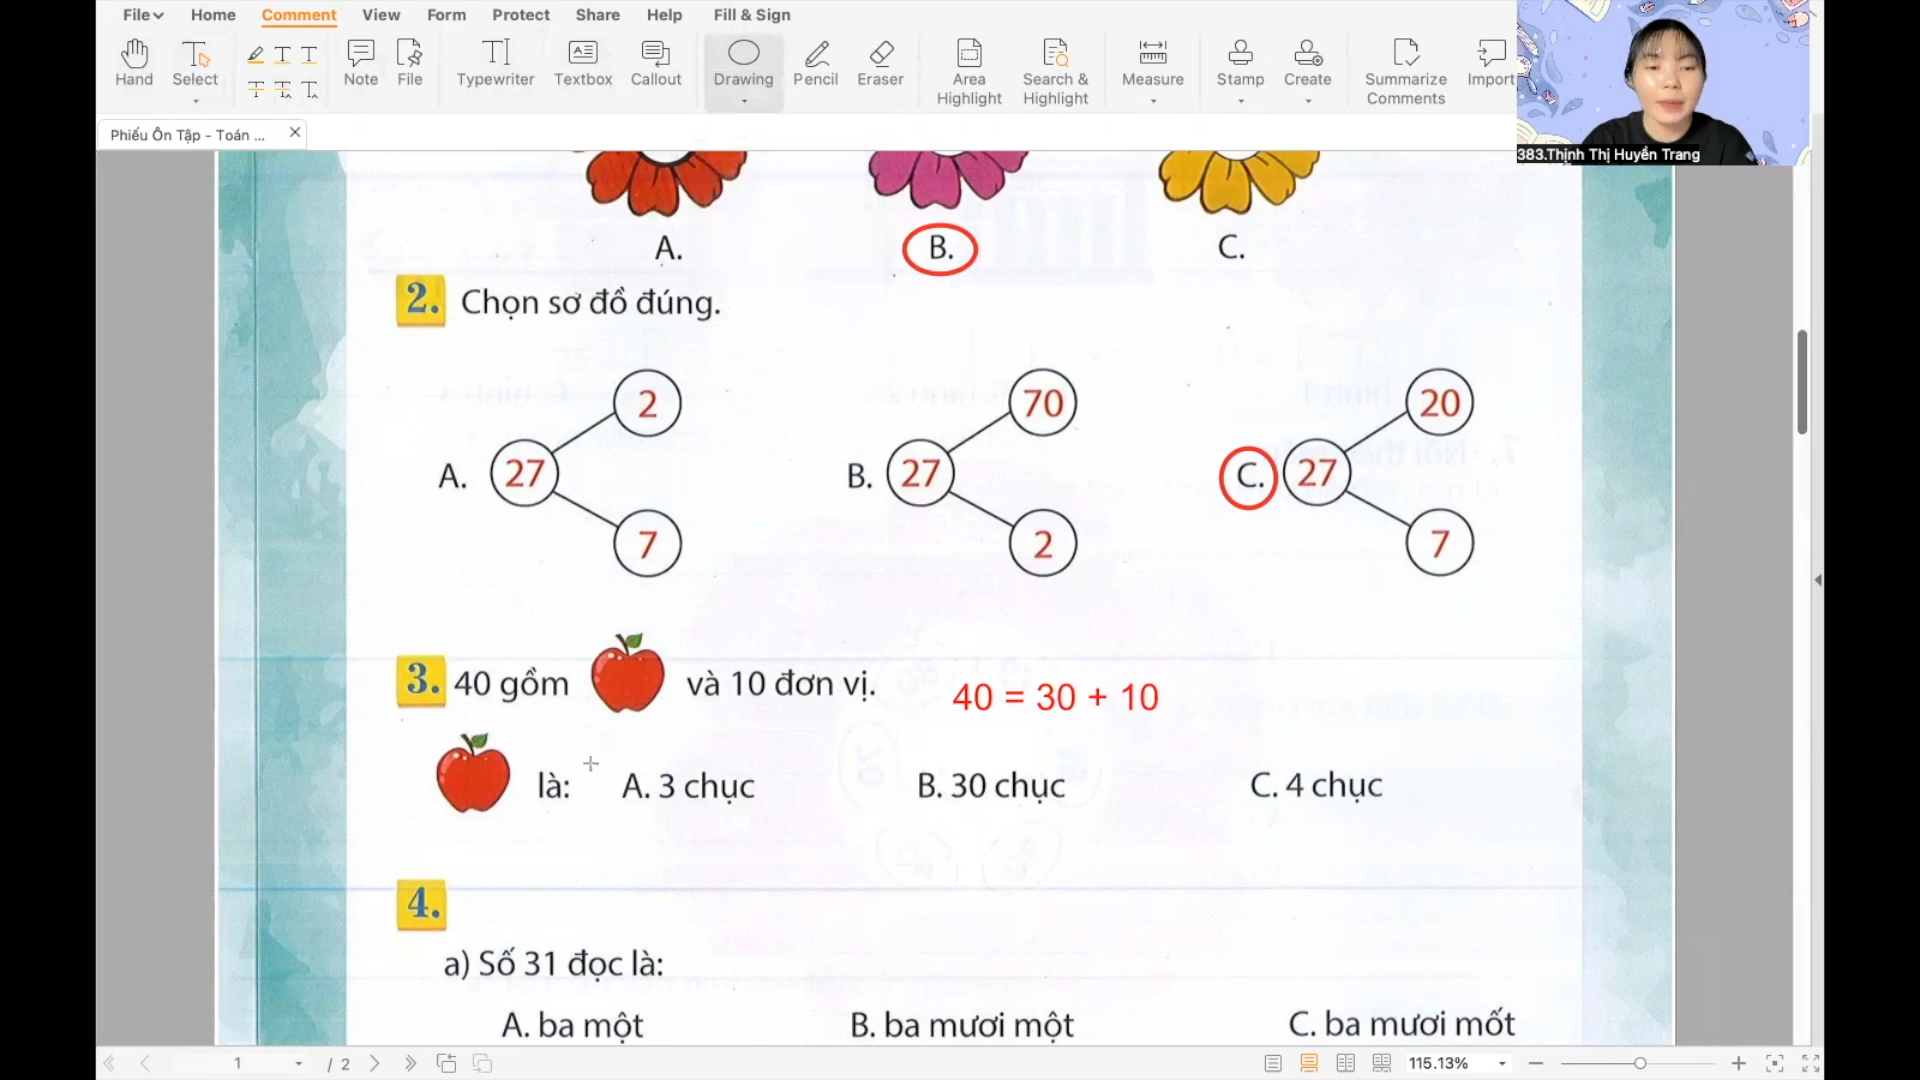 File Home Comment View Form Protect Share Help Fill & Sign
Hand Select Note File Typewriter Textbox Callout Drawing Pencil Eraser Area Highlight Search & Highlight Measure Stamp Create Summarize Comments Import
383.Thịnh Thị Huyền Trang
Phiếu Ôn Tập - Toán ...
A. B. C.
2. Chọn sơ đồ đúng.
A. 27 2 7
B. 27 70 2
C. 27 20 7
3. 40 gồm và 10 đơn vị. 40 = 30 + 10
là: A. 3 chục B. 30 chục C. 4 chục
4.
a) Số 31 đọc là:
A. ba một B. ba mươi một C. ba mươi mốt
1 / 2 115.13%